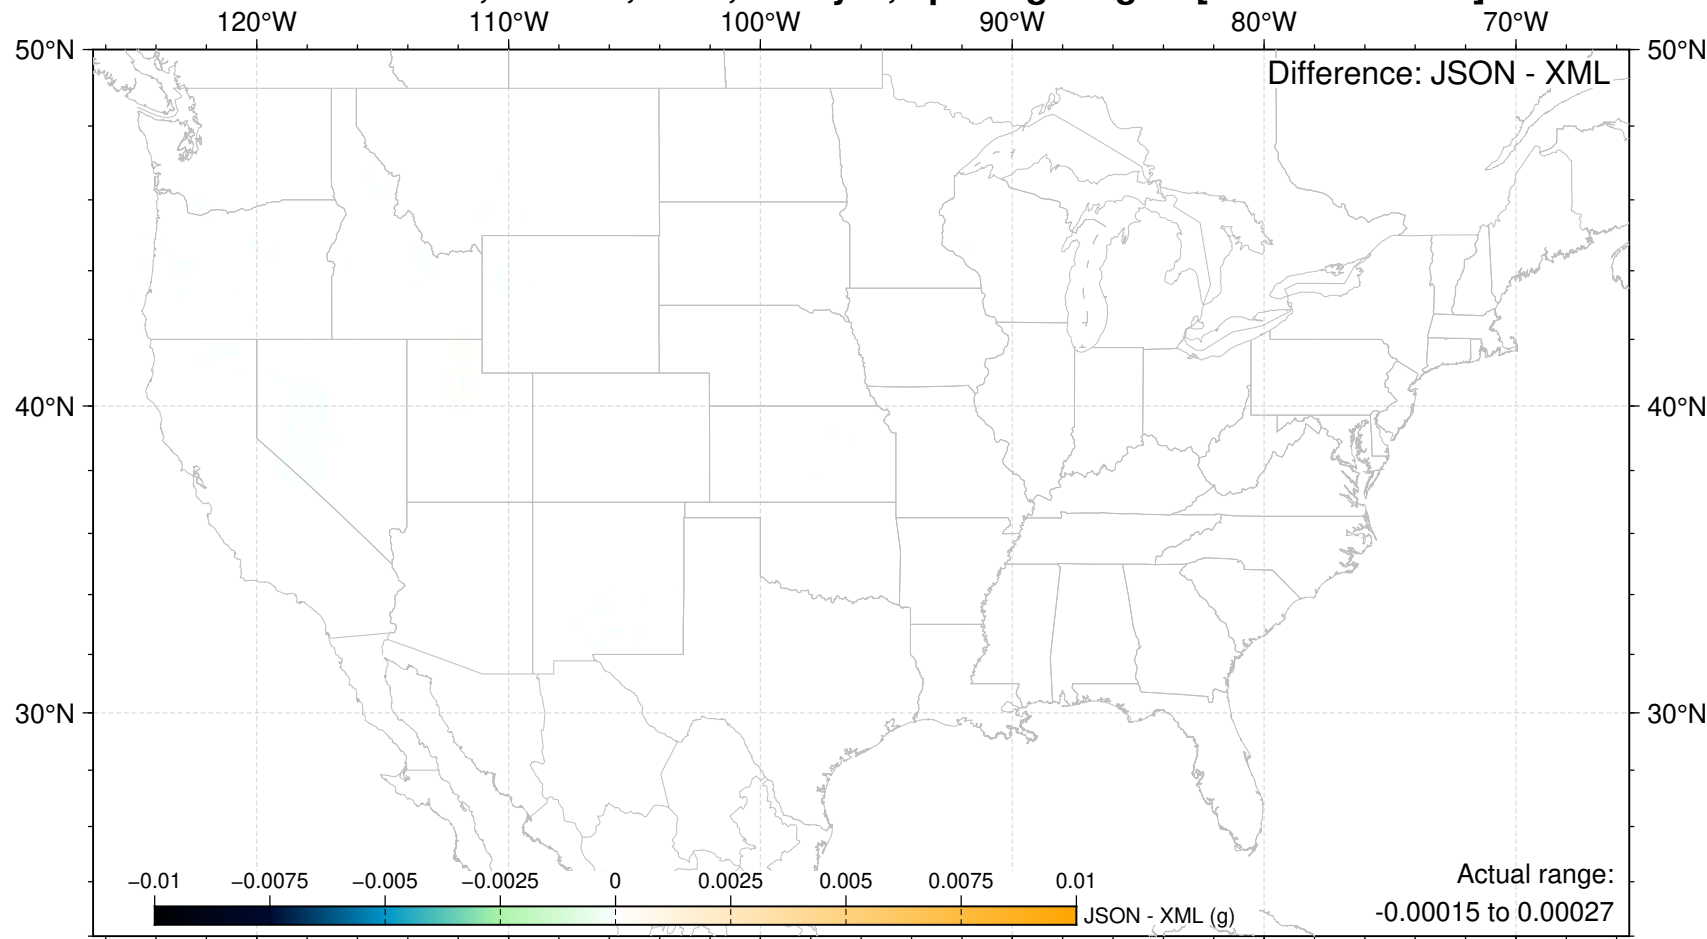 120°W 110°W 100°W 90°W 80°W 70°W
50°N 50°N
Difference: JSON - XML
40°N 40°N
30°N 30°N
Actual range:
−0.01 −0.0075 −0.005 −0.0025 0 0.0025 0.005 0.0075 0.01
JSON - XML (g)
-0.00015 to 0.00027